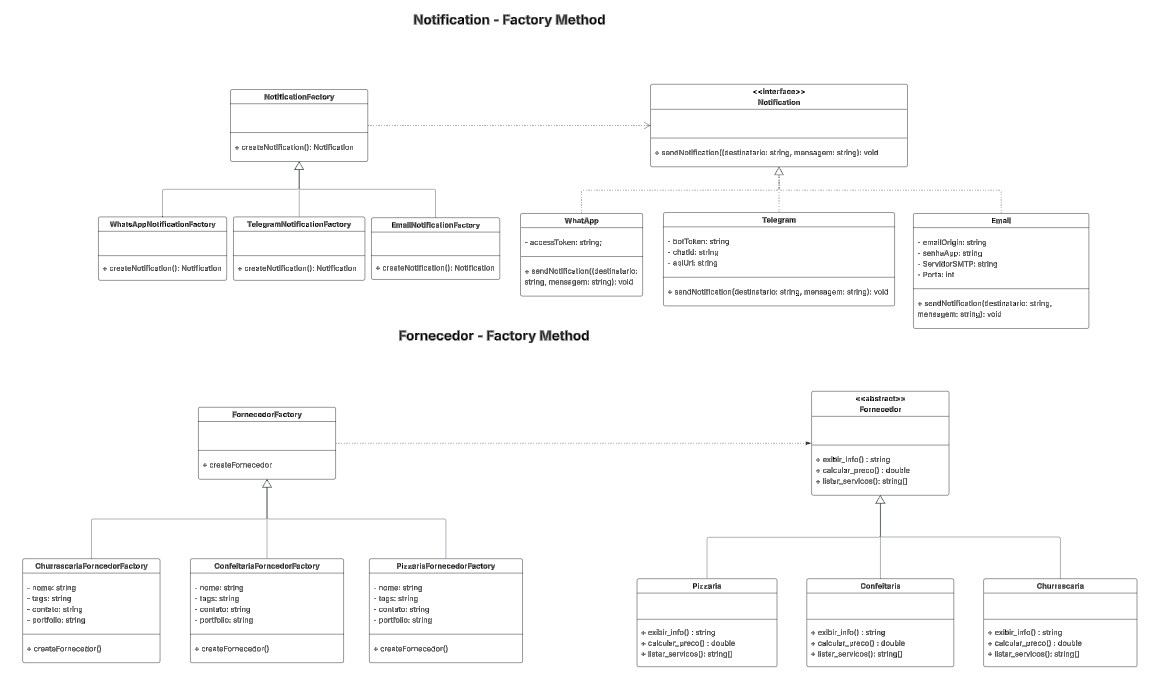 Notification - Factory Method
NotificationFactory
+ createNotification(): Notification
<<interface>>
Notification
+ sendNotification((destinatario: string, mensagem: string): void
WhatsAppNotificationFactory
+ createNotification(): Notification
TelegramNotificationFactory
+ createNotification(): Notification
EmailNotificationFactory
+ createNotification(): Notification
WhatApp
- accessToken: string;
+ sendNotification((destinatario:
string, mensagem: string): void
Telegram
- botToken: string
- chatId: string
- apiUrl: string
+ sendNotification(destinatario: string, mensagem: string): void
Email
- emailOrigin: string
- senhaApp: string
- ServidorSMTP: string
- Porta: int
+ sendNotification(destinatario: string,
mensagem: string): void
Fornecedor - Factory Method
FornecedorFactory
+ createFornecedor
<<abstract>>
Fornecedor
+ exibir_info() : string
+ calcular_preco() : double
+ listar_servicos(): string[]
ChurrascariaForncedorFactory
- nome: string
- tags: string
- contato: string
- portfolio: string
+ createFornecedor()
ConfeitariaForncedorFactory
- nome: string
- tags: string
- contato: string
- portfolio: string
+ createFornecedor()
PizzariaFornecedorFactory
- nome: string
- tags: string
- contato: string
- portfolio: string
+ createFornecedor()
Pizzaria
+ exibir_info() : string
+ calcular_preco() : double
+ listar_servicos(): string[]
Confeitaria
+ exibir_info() : string
+ calcular_preco() : double
+ listar_servicos(): string[]
Churrascaria
+ exibir_info() : string
+ calcular_preco() : double
+ listar_servicos(): string[]